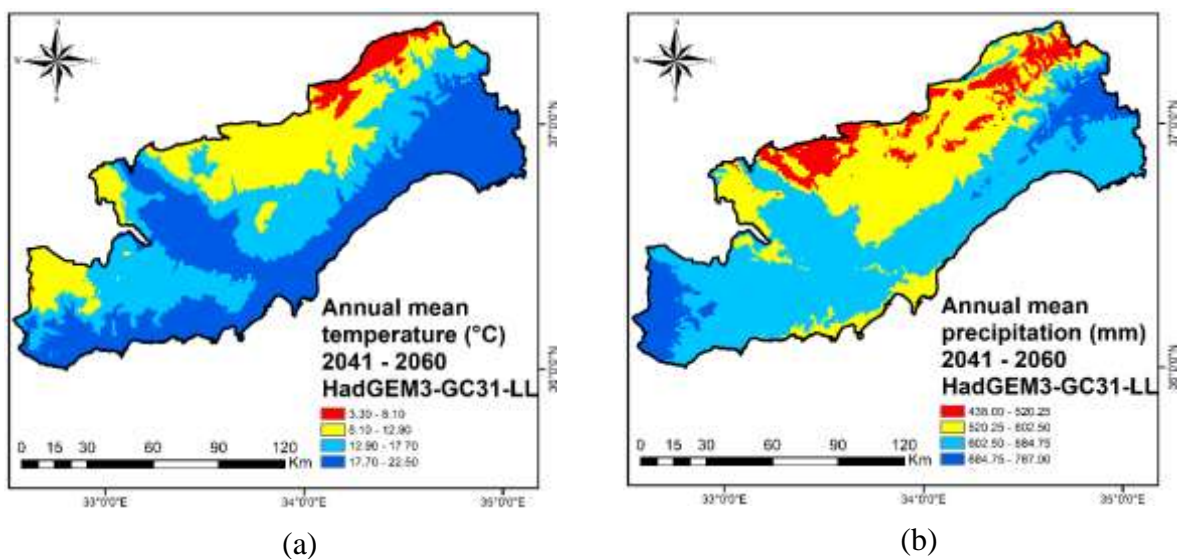 N
N
W
E
W
E
S
S
37°0'0"N
37°0'0"N
Annual mean
temperature (°C)
2041 - 2060
HadGEM3-GC31-LL
3.30 - 8.10
8.10 - 12.90
12.90 - 17.70
17.70 - 22.50
36°0'0"N
0 15 30 60 90 120
Km
33°0'0"E 34°0'0"E 35°0'0"E
(a)
Annual mean
precipitation (mm)
2041 - 2060
HadGEM3-GC31-LL
438.00 - 520.25
520.25 - 602.50
602.50 - 684.75
684.75 - 767.00
36°0'0"N
0 15 30 60 90 120
Km
33°0'0"E 34°0'0"E 35°0'0"E
(b)